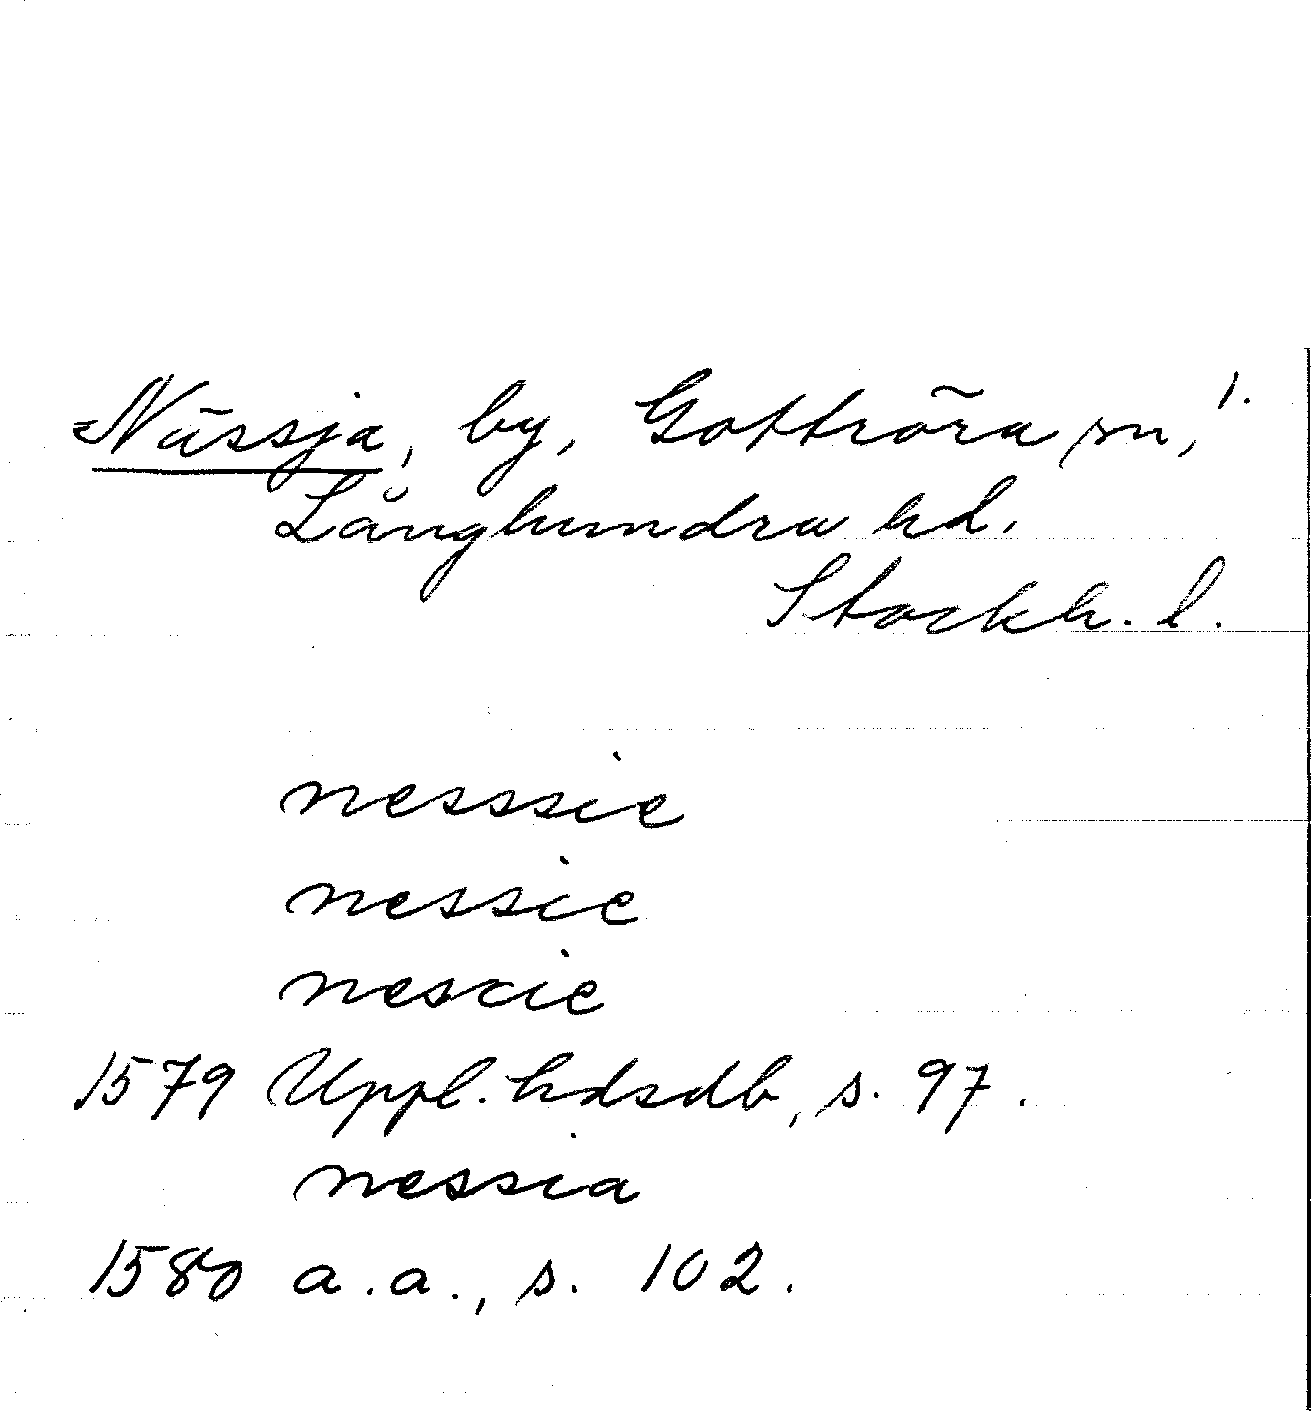 Nässja, by, Gottröra sn, 1.
Långhundra hd.
Stockh. l.
nesssie
nessie
nescie
1579 Uppl. hdsdb, s. 97.
nessia
1580 a.a., s. 102.